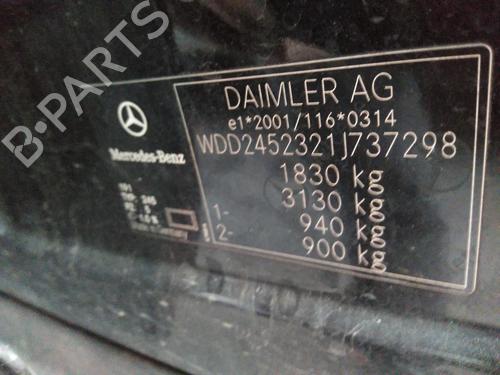 B-PARTS
DAIMLER AG
e1*2001/116*0314
WDD2452321J737298
1830 kg
3130 kg
1- 940 kg
2- 900 kg
Mercedes-Benz
245